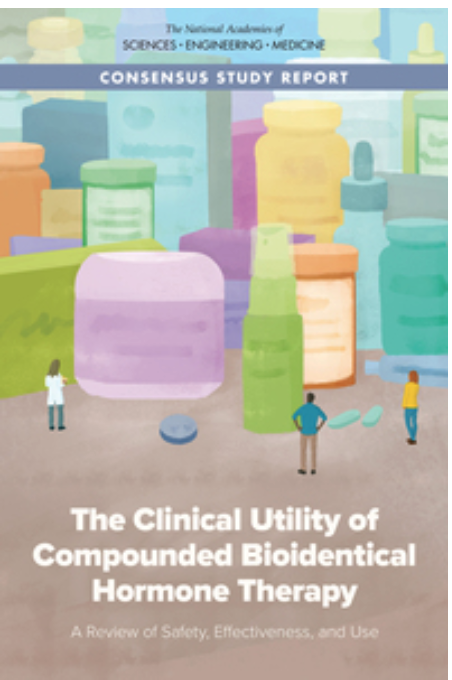 The National Academies of
SCIENCES • ENGINEERING • MEDICINE
CONSENSUS STUDY REPORT
The Clinical Utility of
Compounded Bioidentical
Hormone Therapy
A Review of Safety, Effectiveness, and Use